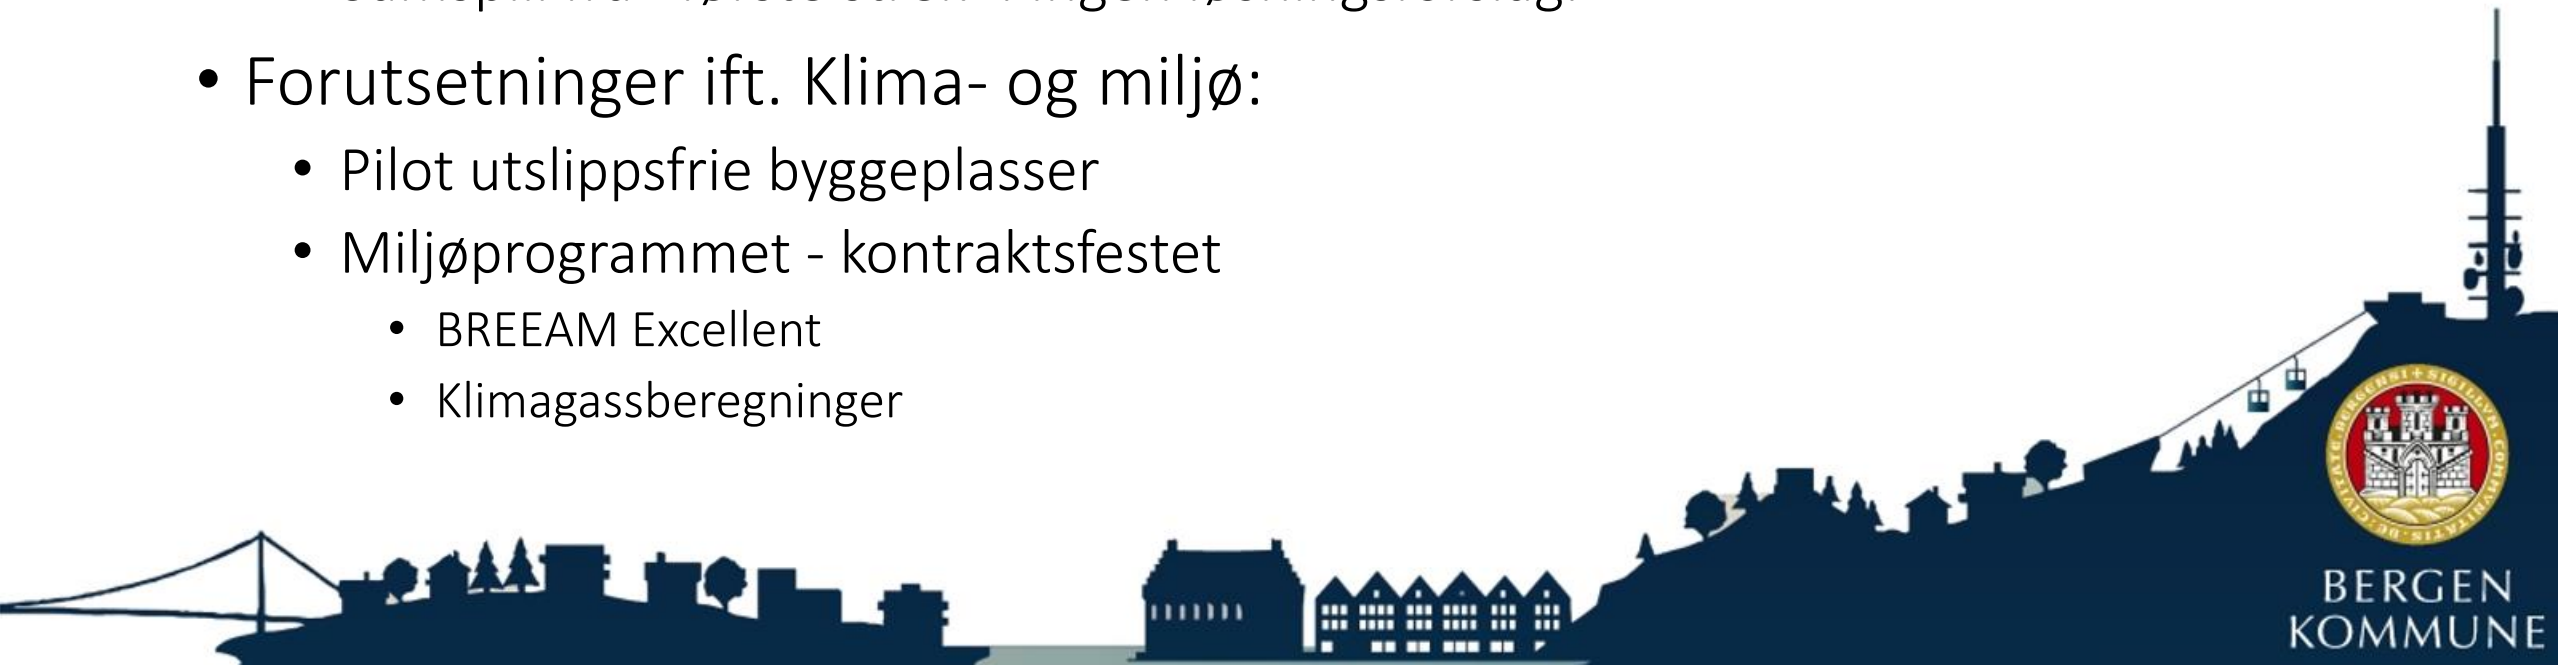 • Forutsetninger ift. Klima- og miljø:
• Pilot utslippsfrie byggeplasser
• Miljøprogrammet - kontraktsfestet
• BREEAM Excellent
• Klimagassberegninger
BERGEN
KOMMUNE